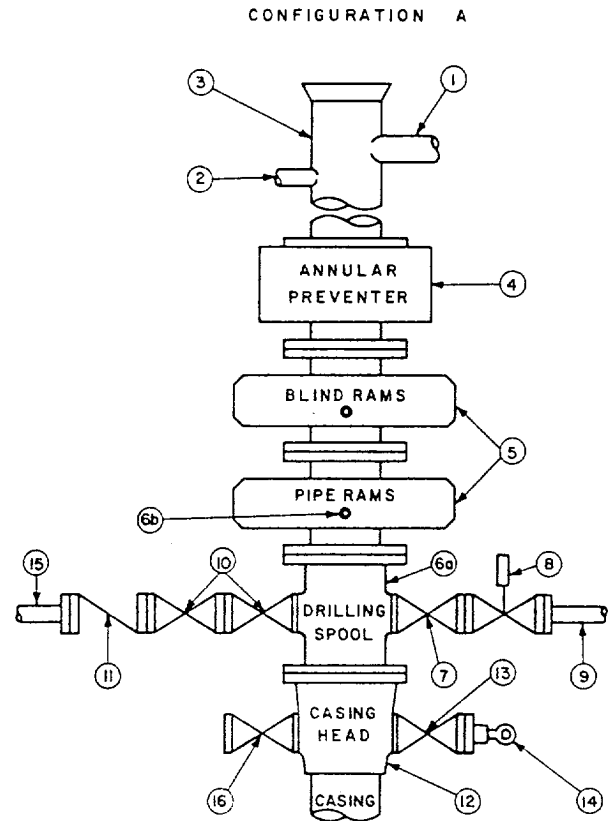 CONFIGURATION A
1
3
2
ANNULAR
PREVENTER
4
BLIND RAMS
5
PIPE RAMS
6b
15
10
6a
8
DRILLING
SPOOL
11
7
13
9
CASING
HEAD
16
12
14
CASING